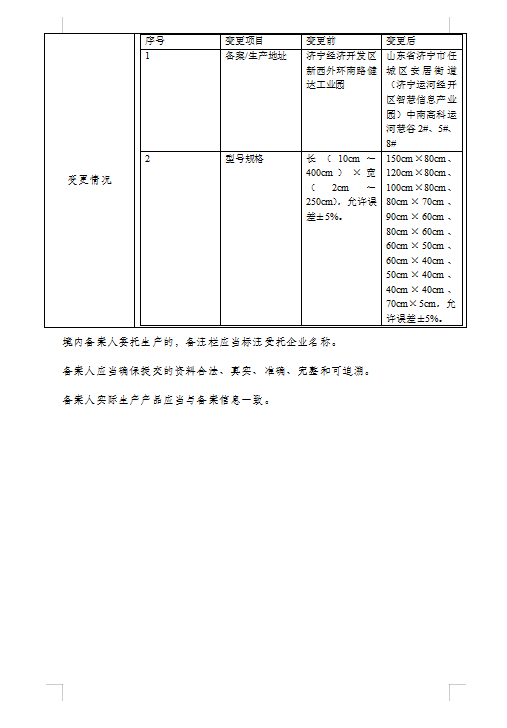 变更情况
序号 变更项目 变更前 变更后
1 备案/生产地址 济宁经济开发区新西外环南路健达工业园 山东省济宁市任城区安居街道（济宁运河经开区智慧信息产业园）中南高科运河慧谷2#、5#、8#
2 型号规格 长（10cm～400cm）×宽（2cm～250cm)，允许误差±5%。 150cm×80cm、120cm×80cm、100cm×80cm、80cm×70cm、90cm×60cm、80cm×60cm、60cm×50cm、60cm×40cm、50cm×40cm、40cm×40cm、70cm×5cm，允许误差±5%。
境内备案人委托生产的，备注栏应当标注受托企业名称。
备案人应当确保提交的资料合法、真实、准确、完整和可追溯。
备案人实际生产产品应当与备案信息一致。